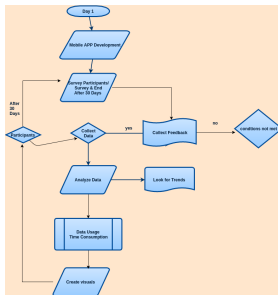 Day 1
Mobile APP Development
Survey Participants/
Survey & End
After 30 Days
After
30
Days
Participants
Collect
Data
yes
Collect Feedback
no
conditions not met
Analyze Data
Look for Trends
Data Usage
Time Consumption
Create visuals